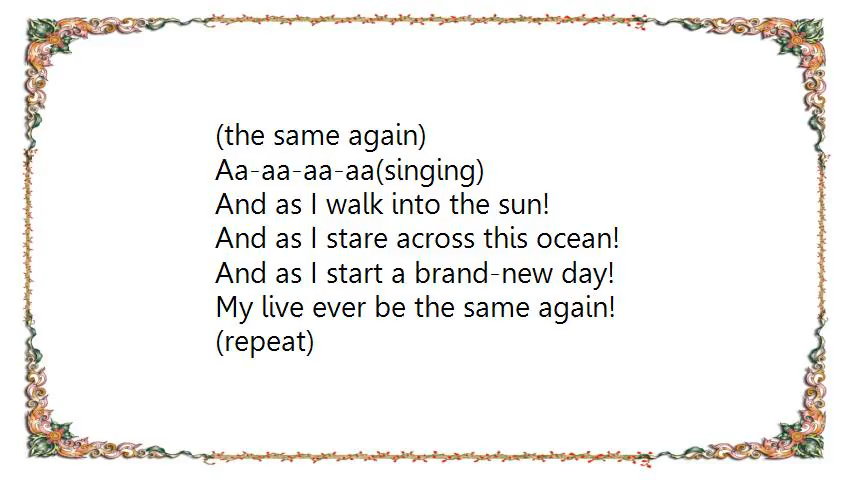 (the same again)
Aa-aa-aa-aa(singing)
And as I walk into the sun!
And as I stare across this ocean!
And as I start a brand-new day!
My live ever be the same again!
(repeat)